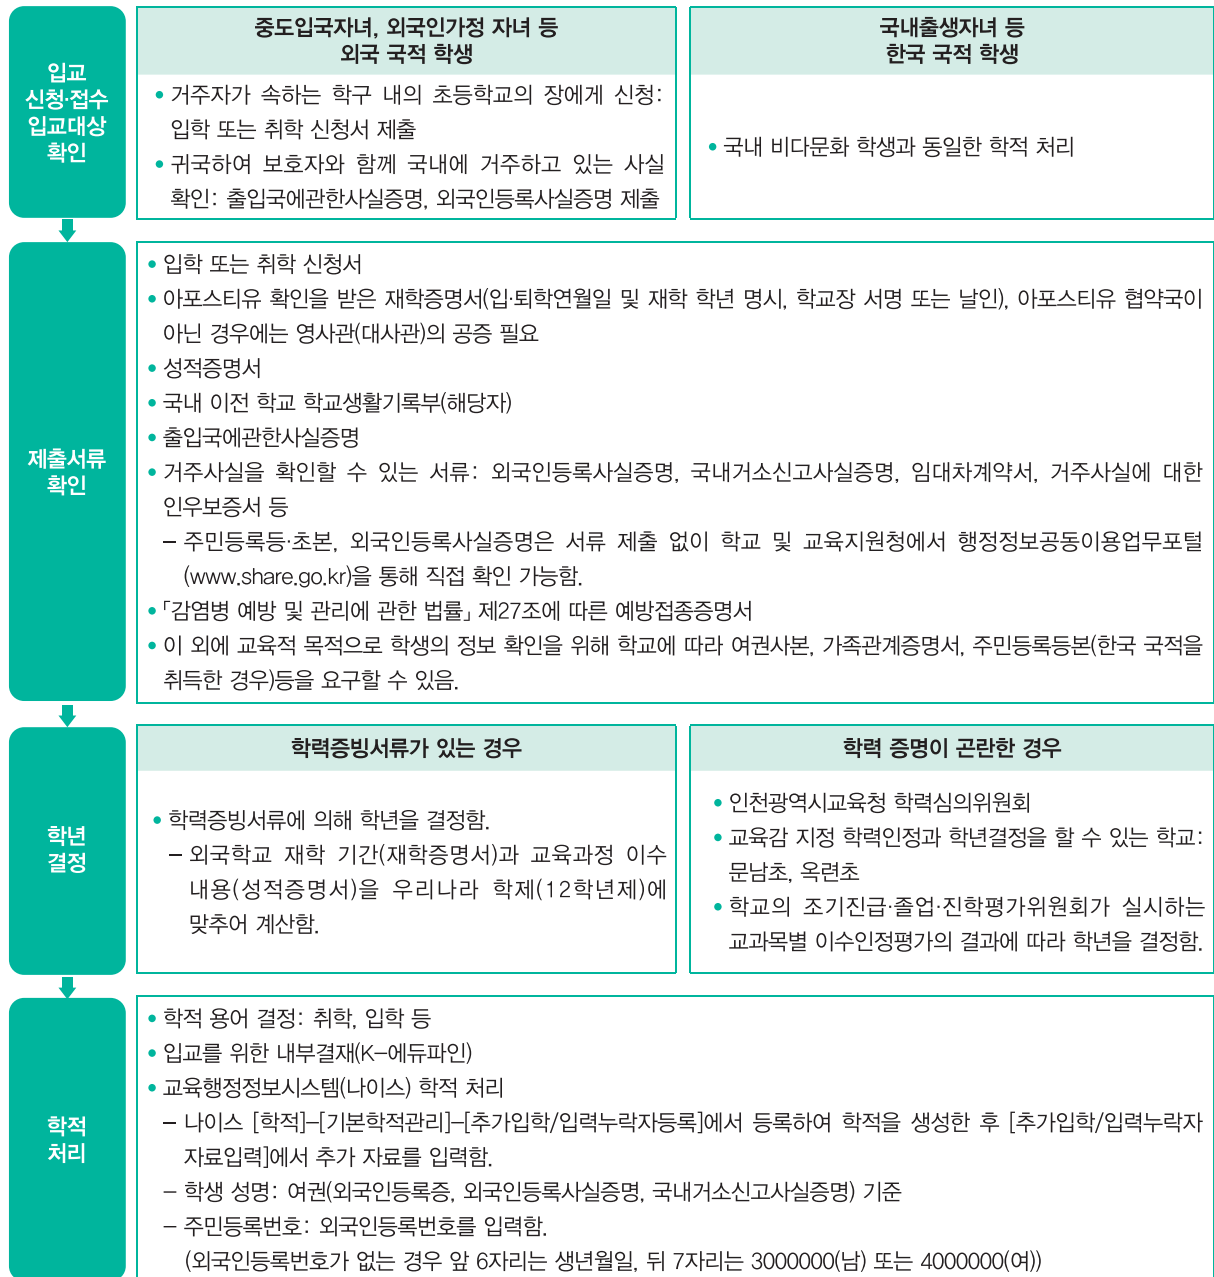 입교
신청·접수
입교대상
확인
중도입국자녀, 외국인가정 자녀 등
외국 국적 학생
• 거주자가 속하는 학구 내의 초등학교의 장에게 신청:
입학 또는 취학 신청서 제출
• 귀국하여 보호자와 함께 국내에 거주하고 있는 사실
확인: 출입국에관한사실증명, 외국인등록사실증명 제출
국내출생자녀 등
한국 국적 학생
• 국내 비다문화 학생과 동일한 학적 처리
제출서류
확인
• 입학 또는 취학 신청서
• 아포스티유 확인을 받은 재학증명서(입·퇴학연월일 및 재학 학년 명시, 학교장 서명 또는 날인), 아포스티유 협약국이
아닌 경우에는 영사관(대사관)의 공증 필요
• 성적증명서
• 국내 이전 학교 학교생활기록부(해당자)
• 출입국에관한사실증명
• 거주사실을 확인할 수 있는 서류: 외국인등록사실증명, 국내거소신고사실증명, 임대차계약서, 거주사실에 대한
인우보증서 등
– 주민등록등·초본, 외국인등록사실증명은 서류 제출 없이 학교 및 교육지원청에서 행정정보공동이용업무포털
(www.share.go.kr)을 통해 직접 확인 가능함.
• 「감염병 예방 및 관리에 관한 법률」 제27조에 따른 예방접종증명서
• 이 외에 교육적 목적으로 학생의 정보 확인을 위해 학교에 따라 여권사본, 가족관계증명서, 주민등록등본(한국 국적을
취득한 경우)등을 요구할 수 있음.
학년
결정
학력증빙서류가 있는 경우
• 학력증빙서류에 의해 학년을 결정함.
– 외국학교 재학 기간(재학증명서)과 교육과정 이수
내용(성적증명서)을 우리나라 학제(12학년제)에
맞추어 계산함.
학력 증명이 곤란한 경우
• 인천광역시교육청 학력심의위원회
• 교육감 지정 학력인정과 학년결정을 할 수 있는 학교:
문남초, 옥련초
• 학교의 조기진급·졸업·진학평가위원회가 실시하는
교과목별 이수인정평가의 결과에 따라 학년을 결정함.
학적
처리
• 학적 용어 결정: 취학, 입학 등
• 입교를 위한 내부결재(K–에듀파인)
• 교육행정정보시스템(나이스) 학적 처리
– 나이스 [학적]–[기본학적관리]–[추가입학/입력누락자등록]에서 등록하여 학적을 생성한 후 [추가입학/입력누락자
자료입력]에서 추가 자료를 입력함.
– 학생 성명: 여권(외국인등록증, 외국인등록사실증명, 국내거소신고사실증명) 기준
– 주민등록번호: 외국인등록번호를 입력함.
(외국인등록번호가 없는 경우 앞 6자리는 생년월일, 뒤 7자리는 3000000(남) 또는 4000000(여))